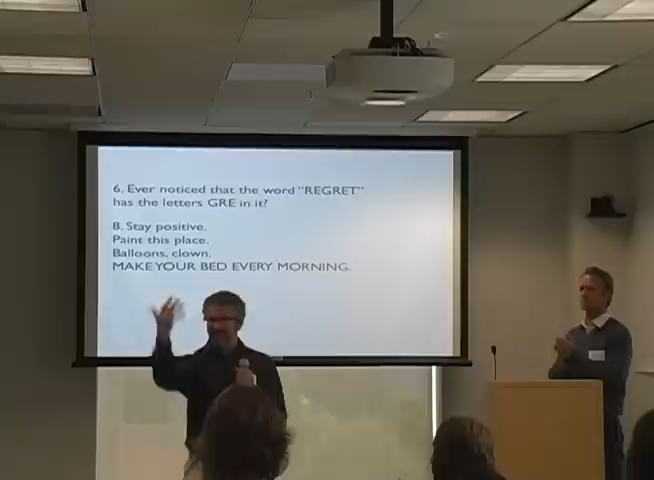 6. Ever noticed that the word "REGRET"
has the letters GRE in it?
8. Stay positive.
Paint this place.
Balloons, clown.
MAKE YOUR BED EVERY MORNING.